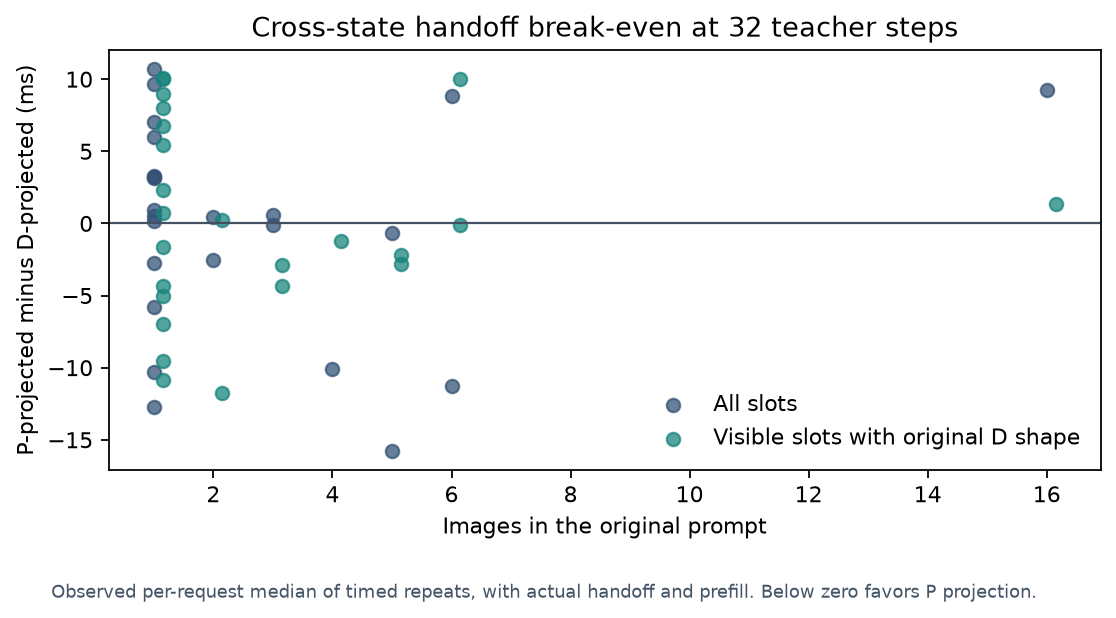 Cross-state handoff break-even at 32 teacher steps
P-projected minus D-projected (ms)
10
5
0
−5
−10
−15
All slots
Visible slots with original D shape
2 4 6 8 10 12 14 16
Images in the original prompt
Observed per-request median of timed repeats, with actual handoff and prefill. Below zero favors P projection.